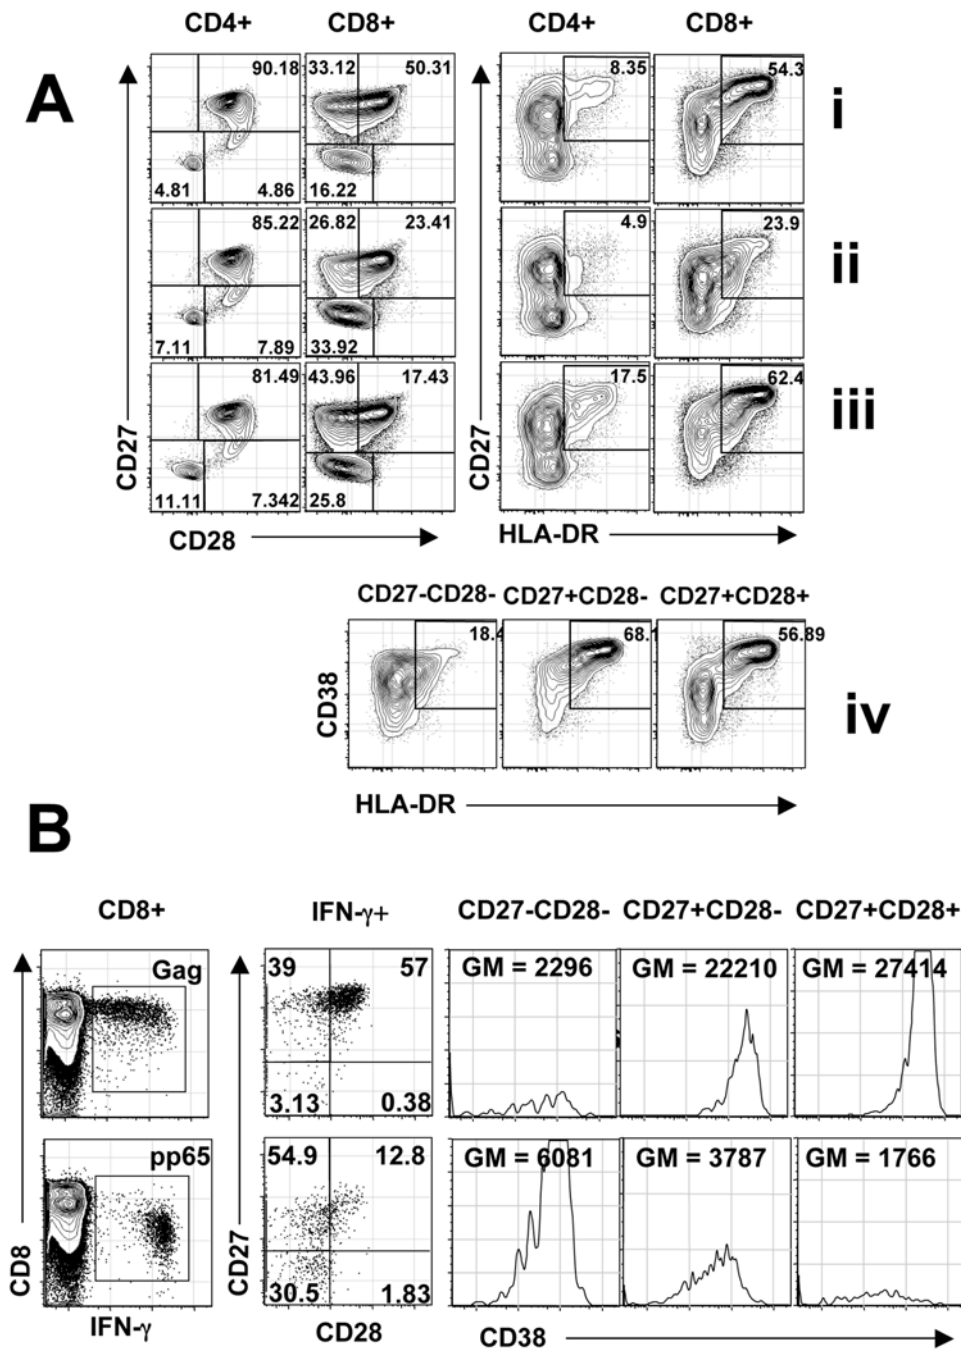 CD4+ CD8+ CD4+ CD8+
A
90.18 33.12 50.31 8.35 54.3
i
4.81 4.86 16.22
85.22 26.82 23.41 4.9 23.9
ii
7.11 7.89 33.92
81.49 43.96 17.43 17.5 62.4
iii
11.11 7.342 25.8
CD27 CD27
CD28 HLA-DR
CD27-CD28- CD27+CD28- CD27+CD28+
18.4 56.89
CD38
iv
HLA-DR
B
CD8+ IFN-γ+ CD27-CD28- CD27+CD28- CD27+CD28+
Gag 39 57 GM = 2296 GM = 22210 GM = 27414
3.13 0.38
pp65 54.9 12.8 GM = 6081 GM = 3787 GM = 1766
30.5 1.83
CD8 CD27
IFN-γ CD28 CD38